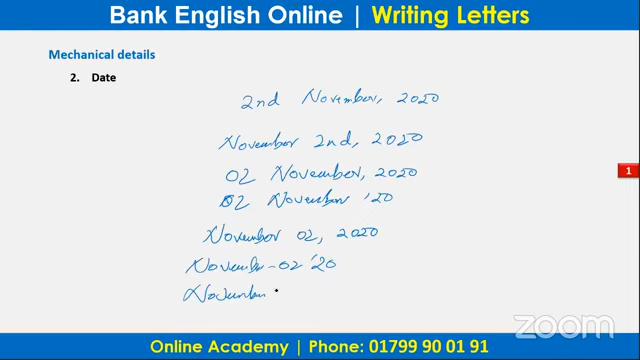 Bank English Online | Writing Letters
Mechanical details
2. Date
2nd November, 2020
November 2nd, 2020
02 November, 2020
02 November '20
November 02, 2020
1
November-02 '20
November
zoom
Online Academy | Phone: 01799 90 01 91